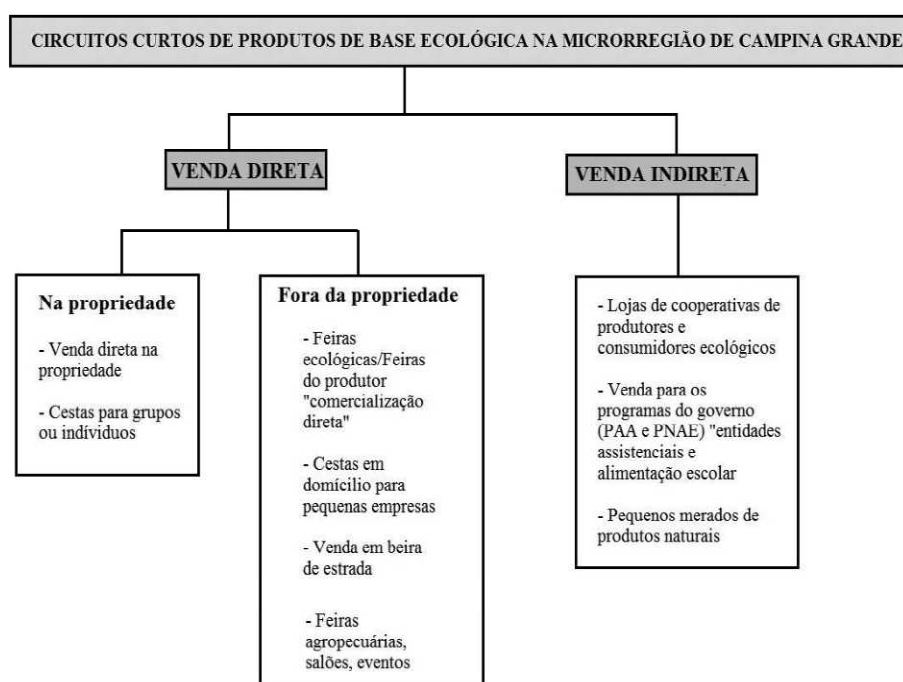 CIRCUITOS CURTOS DE PRODUTOS DE BASE ECOLÓGICA NA MICRORREGIÃO DE CAMPINA GRANDE
VENDA DIRETA
VENDA INDIRETA
Na propriedade
- Venda direta na
propriedade
- Cestas para grupos
ou indívíduos
Fora da propriedade
- Feiras
ecológicas/Feiras
do produtor
"comercialização
direta"
- Cestas em
domícilio para
pequenas empresas
- Venda em beira
de estrada
- Feiras
agropecuárias,
salões, eventos
- Lojas de cooperativas de
produtores e
consumidores ecológicos
- Venda para os
programas do governo
(PAA e PNAE) "entidades
assistenciais e
alimentação escolar
- Pequenos merados de
produtos naturais